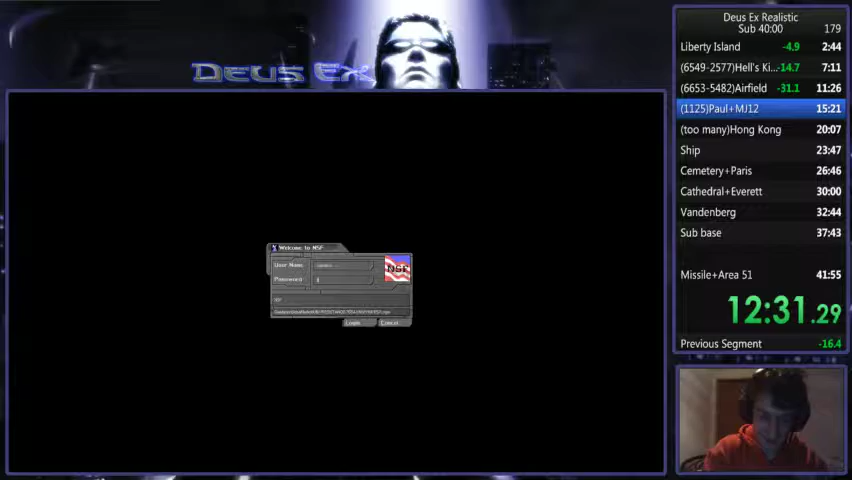 Deus Ex Realistic
Sub 40:00 179
Liberty Island -4.9 2:44
(6549-2577)Hell's Ki... -14.7 7:11
(6653-5482)Airfield -31.1 11:26
(1125)Paul+MJ12 15:21
(too many)Hong Kong 20:07
Ship 23:47
Cemetery+Paris 26:46
Cathedral+Everett 30:00
Vandenberg 32:44
Sub base 37:43
Missile+Area 51 41:55
12:31.29
Previous Segment -16.4
DEUS EX
Welcome to NSF
User Name
NSF
Password
NSF
Login Cancel